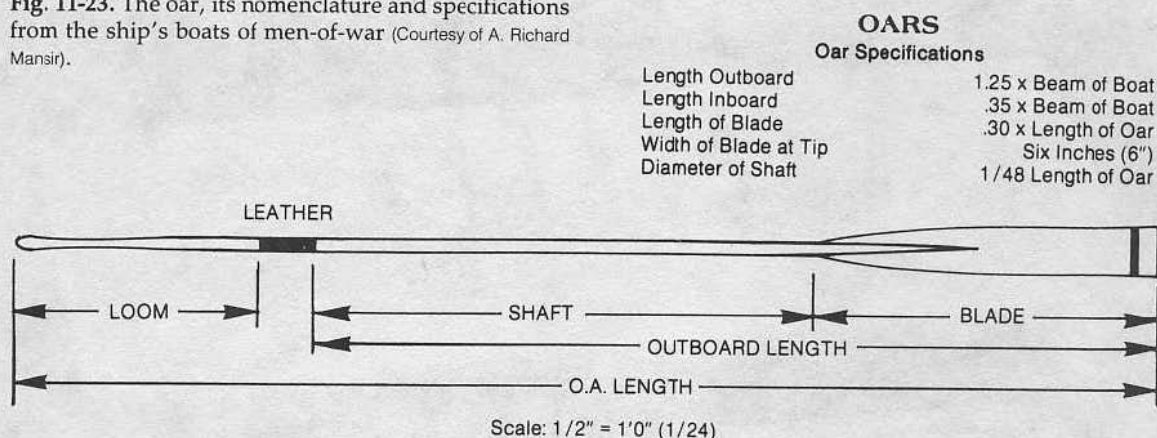 Fig. 11-23. The oar, its nomenclature and specifications
from the ship's boats of men-of-war (Courtesy of A. Richard
Mansir).
OARS
Oar Specifications
Length Outboard 1.25 x Beam of Boat
Length Inboard .35 x Beam of Boat
Length of Blade .30 x Length of Oar
Width of Blade at Tip Six Inches (6")
Diameter of Shaft 1/48 Length of Oar
LEATHER
LOOM SHAFT BLADE
OUTBOARD LENGTH
O.A. LENGTH
Scale: 1/2" = 1'0" (1/24)